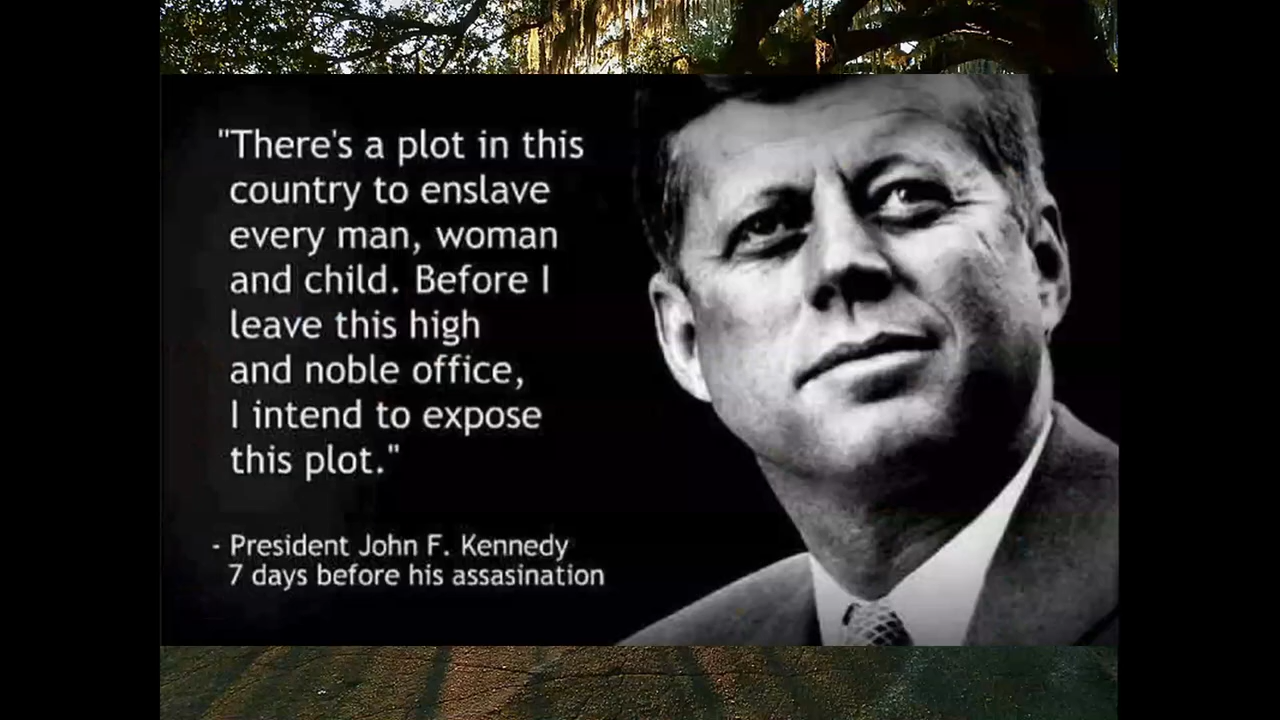 "There's a plot in this
country to enslave
every man, woman
and child. Before I
leave this high
and noble office,
I intend to expose
this plot."
- President John F. Kennedy
7 days before his assasination